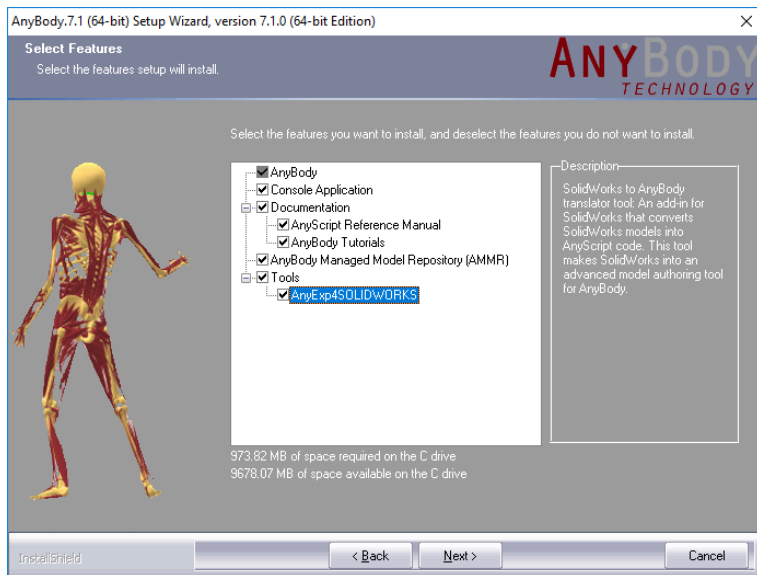 AnyBody.7.1 (64-bit) Setup Wizard, version 7.1.0 (64-bit Edition)
Select Features
Select the features setup will install.
ANYBODY
TECHNOLOGY
Select the features you want to install, and deselect the features you do not want to install.
AnyBody
Console Application
Documentation
AnyScript Reference Manual
AnyBody Tutorials
AnyBody Managed Model Repository (AMMR)
Tools
AnyExp4SOLIDWORKS
Description
SolidWorks to AnyBody
translator tool: An add-in for
SolidWorks that converts
SolidWorks models into
AnyScript code. This tool
makes SolidWorks into an
advanced model authoring tool
for AnyBody.
973.82 MB of space required on the C drive
9678.07 MB of space available on the C drive
InstallShield
< Back
Next >
Cancel